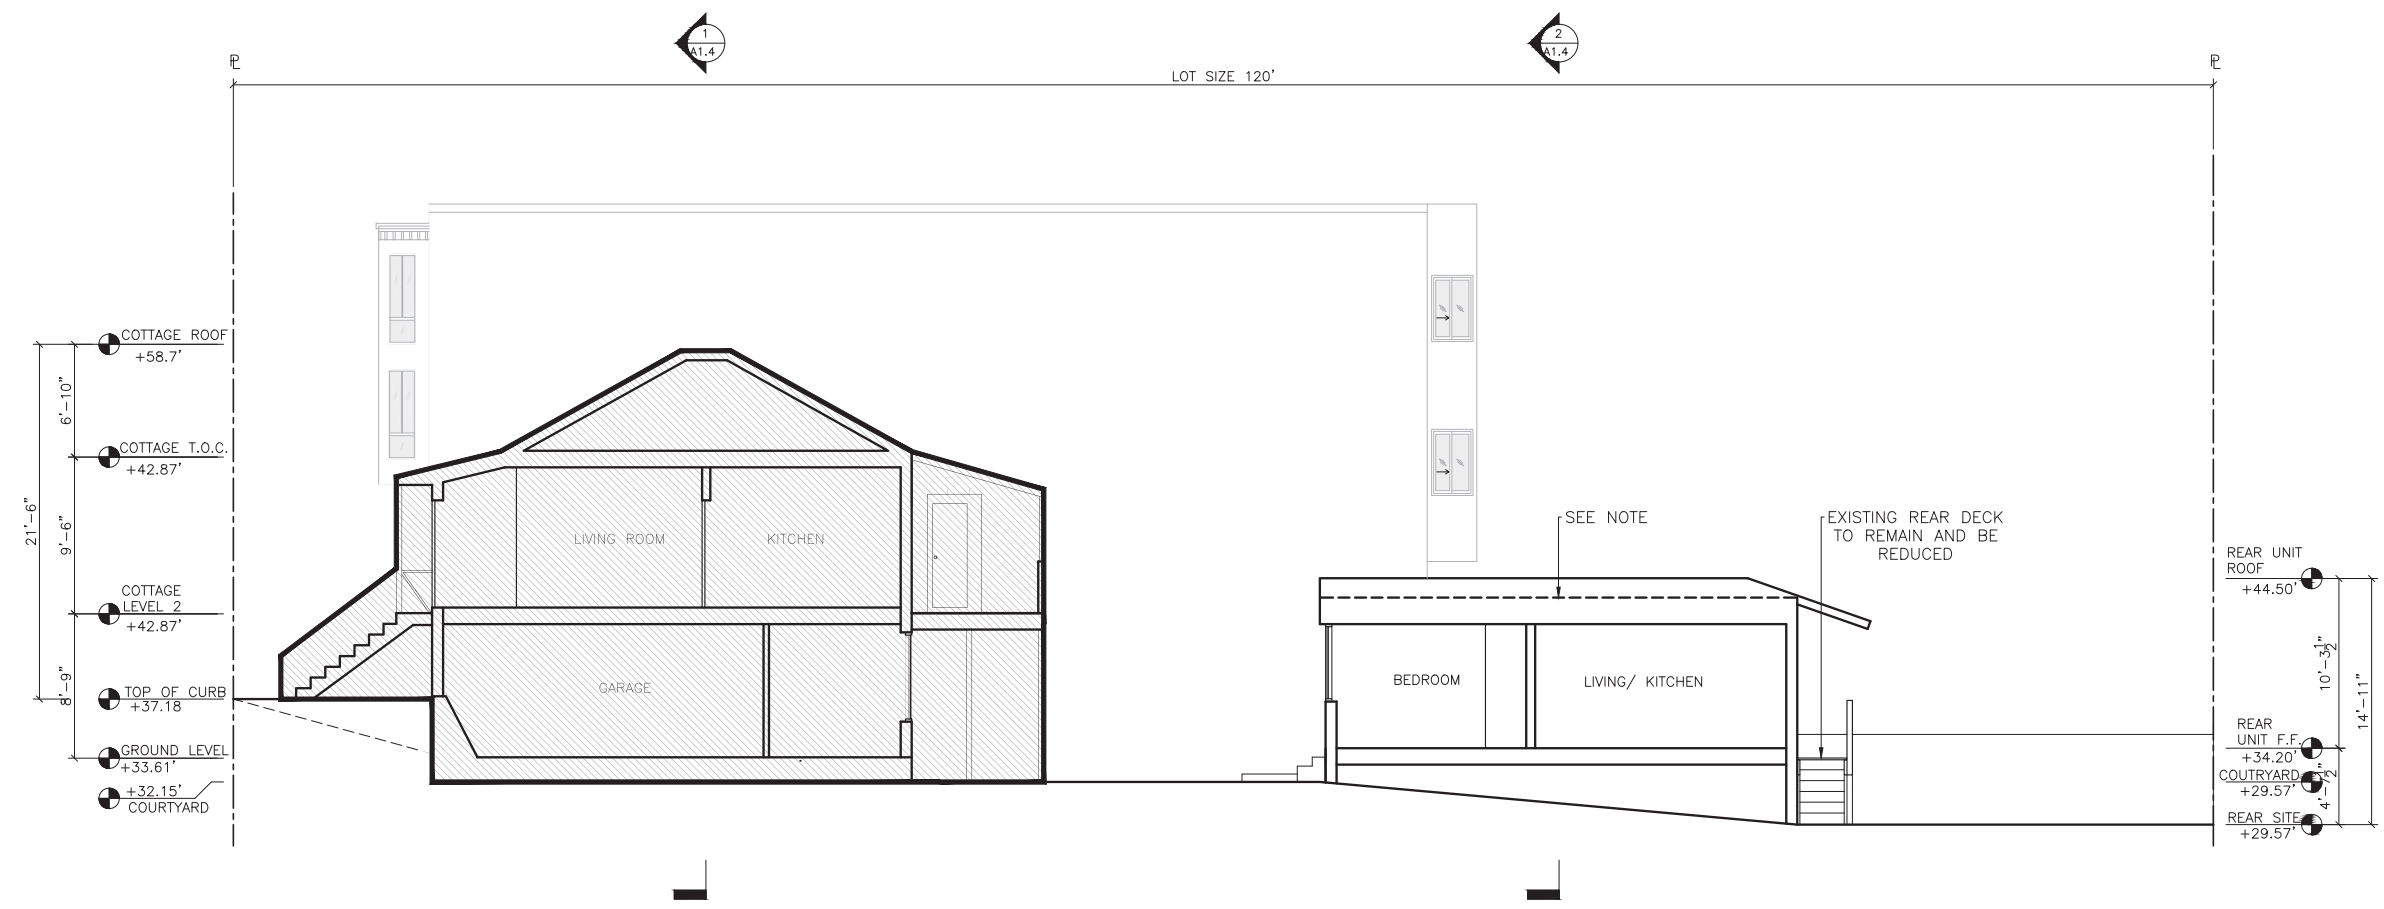 1
A1.4
2
A1.4
PL
PL
LOT SIZE 120'
COTTAGE ROOF
+58.7'
6'-10"
COTTAGE T.O.C.
+42.87'
21'-6"
9'-6"
LIVING ROOM
KITCHEN
SEE NOTE
EXISTING REAR DECK
TO REMAIN AND BE
REDUCED
REAR UNIT
ROOF
+44.50'
COTTAGE
LEVEL 2
+42.87'
10'-3 1/2"
14'-11"
8'-9"
GARAGE
BEDROOM
LIVING/ KITCHEN
TOP OF CURB
+37.18
REAR
UNIT F.F.
+34.20'
GROUND LEVEL
+33.61'
COUTRYARD
+29.57'
+32.15'
COURTYARD
REAR SITE
+29.57'